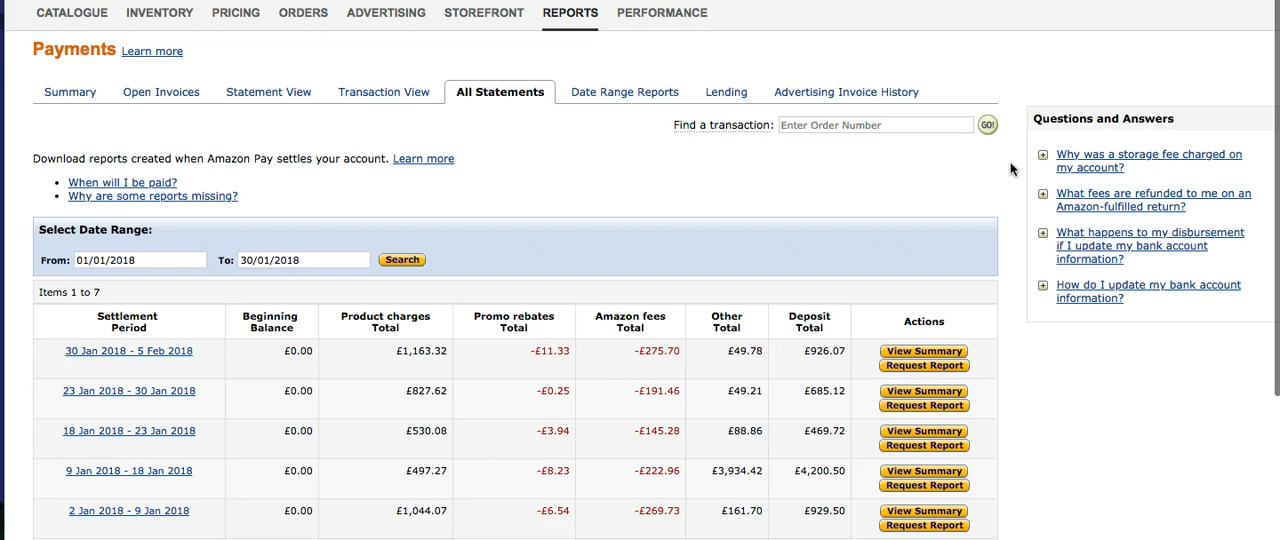 CATALOGUE INVENTORY PRICING ORDERS ADVERTISING STOREFRONT REPORTS PERFORMANCE
Payments Learn more
Summary Open Invoices Statement View Transaction View All Statements Date Range Reports Lending Advertising Invoice History
Find a transaction: Enter Order Number GO!
Download reports created when Amazon Pay settles your account. Learn more
• When will I be paid?
• Why are some reports missing?
Select Date Range:
From: 01/01/2018 To: 30/01/2018 Search
Items 1 to 7
Settlement Period Beginning Balance Product charges Total Promo rebates Total Amazon fees Total Other Total Deposit Total Actions
30 Jan 2018 - 5 Feb 2018 £0.00 £1,163.32 -£11.33 -£275.70 £49.78 £926.07 View Summary
Request Report
23 Jan 2018 - 30 Jan 2018 £0.00 £827.62 -£0.25 -£191.46 £49.21 £685.12 View Summary
Request Report
18 Jan 2018 - 23 Jan 2018 £0.00 £530.08 -£3.94 -£145.28 £88.86 £469.72 View Summary
Request Report
9 Jan 2018 - 18 Jan 2018 £0.00 £497.27 -£8.23 -£222.96 £3,934.42 £4,200.50 View Summary
Request Report
2 Jan 2018 - 9 Jan 2018 £0.00 £1,044.07 -£6.54 -£269.73 £161.70 £929.50 View Summary
Request Report
Questions and Answers
Why was a storage fee charged on
my account?
What fees are refunded to me on an
Amazon-fulfilled return?
What happens to my disbursement
if I update my bank account
information?
How do I update my bank account
information?